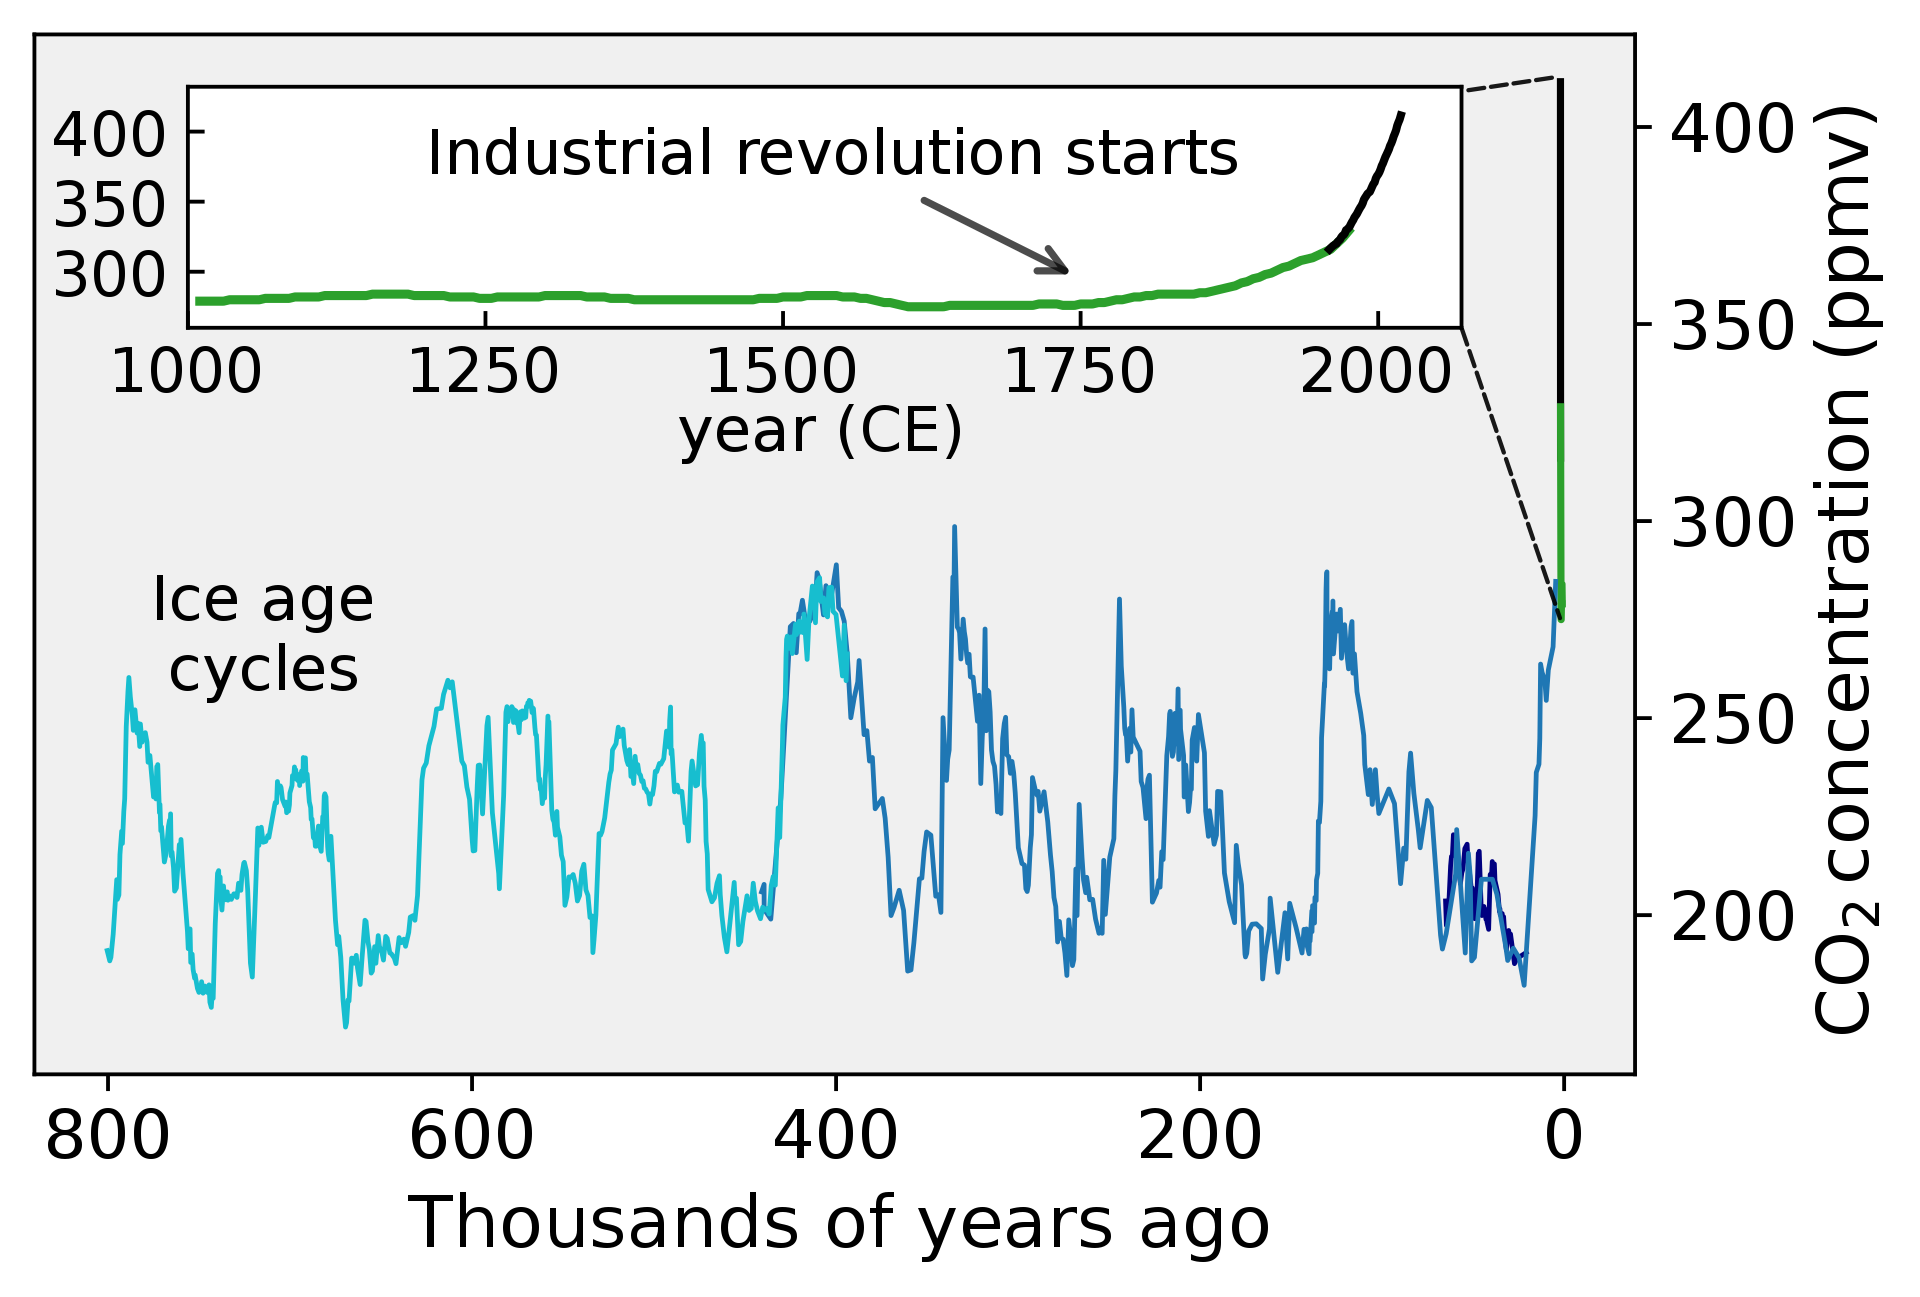 400
350
300
Industrial revolution starts
1000 1250 1500 1750 2000
year (CE)
Ice age
cycles
400
350
300
250
200
CO₂ concentration (ppmv)
800 600 400 200 0
Thousands of years ago